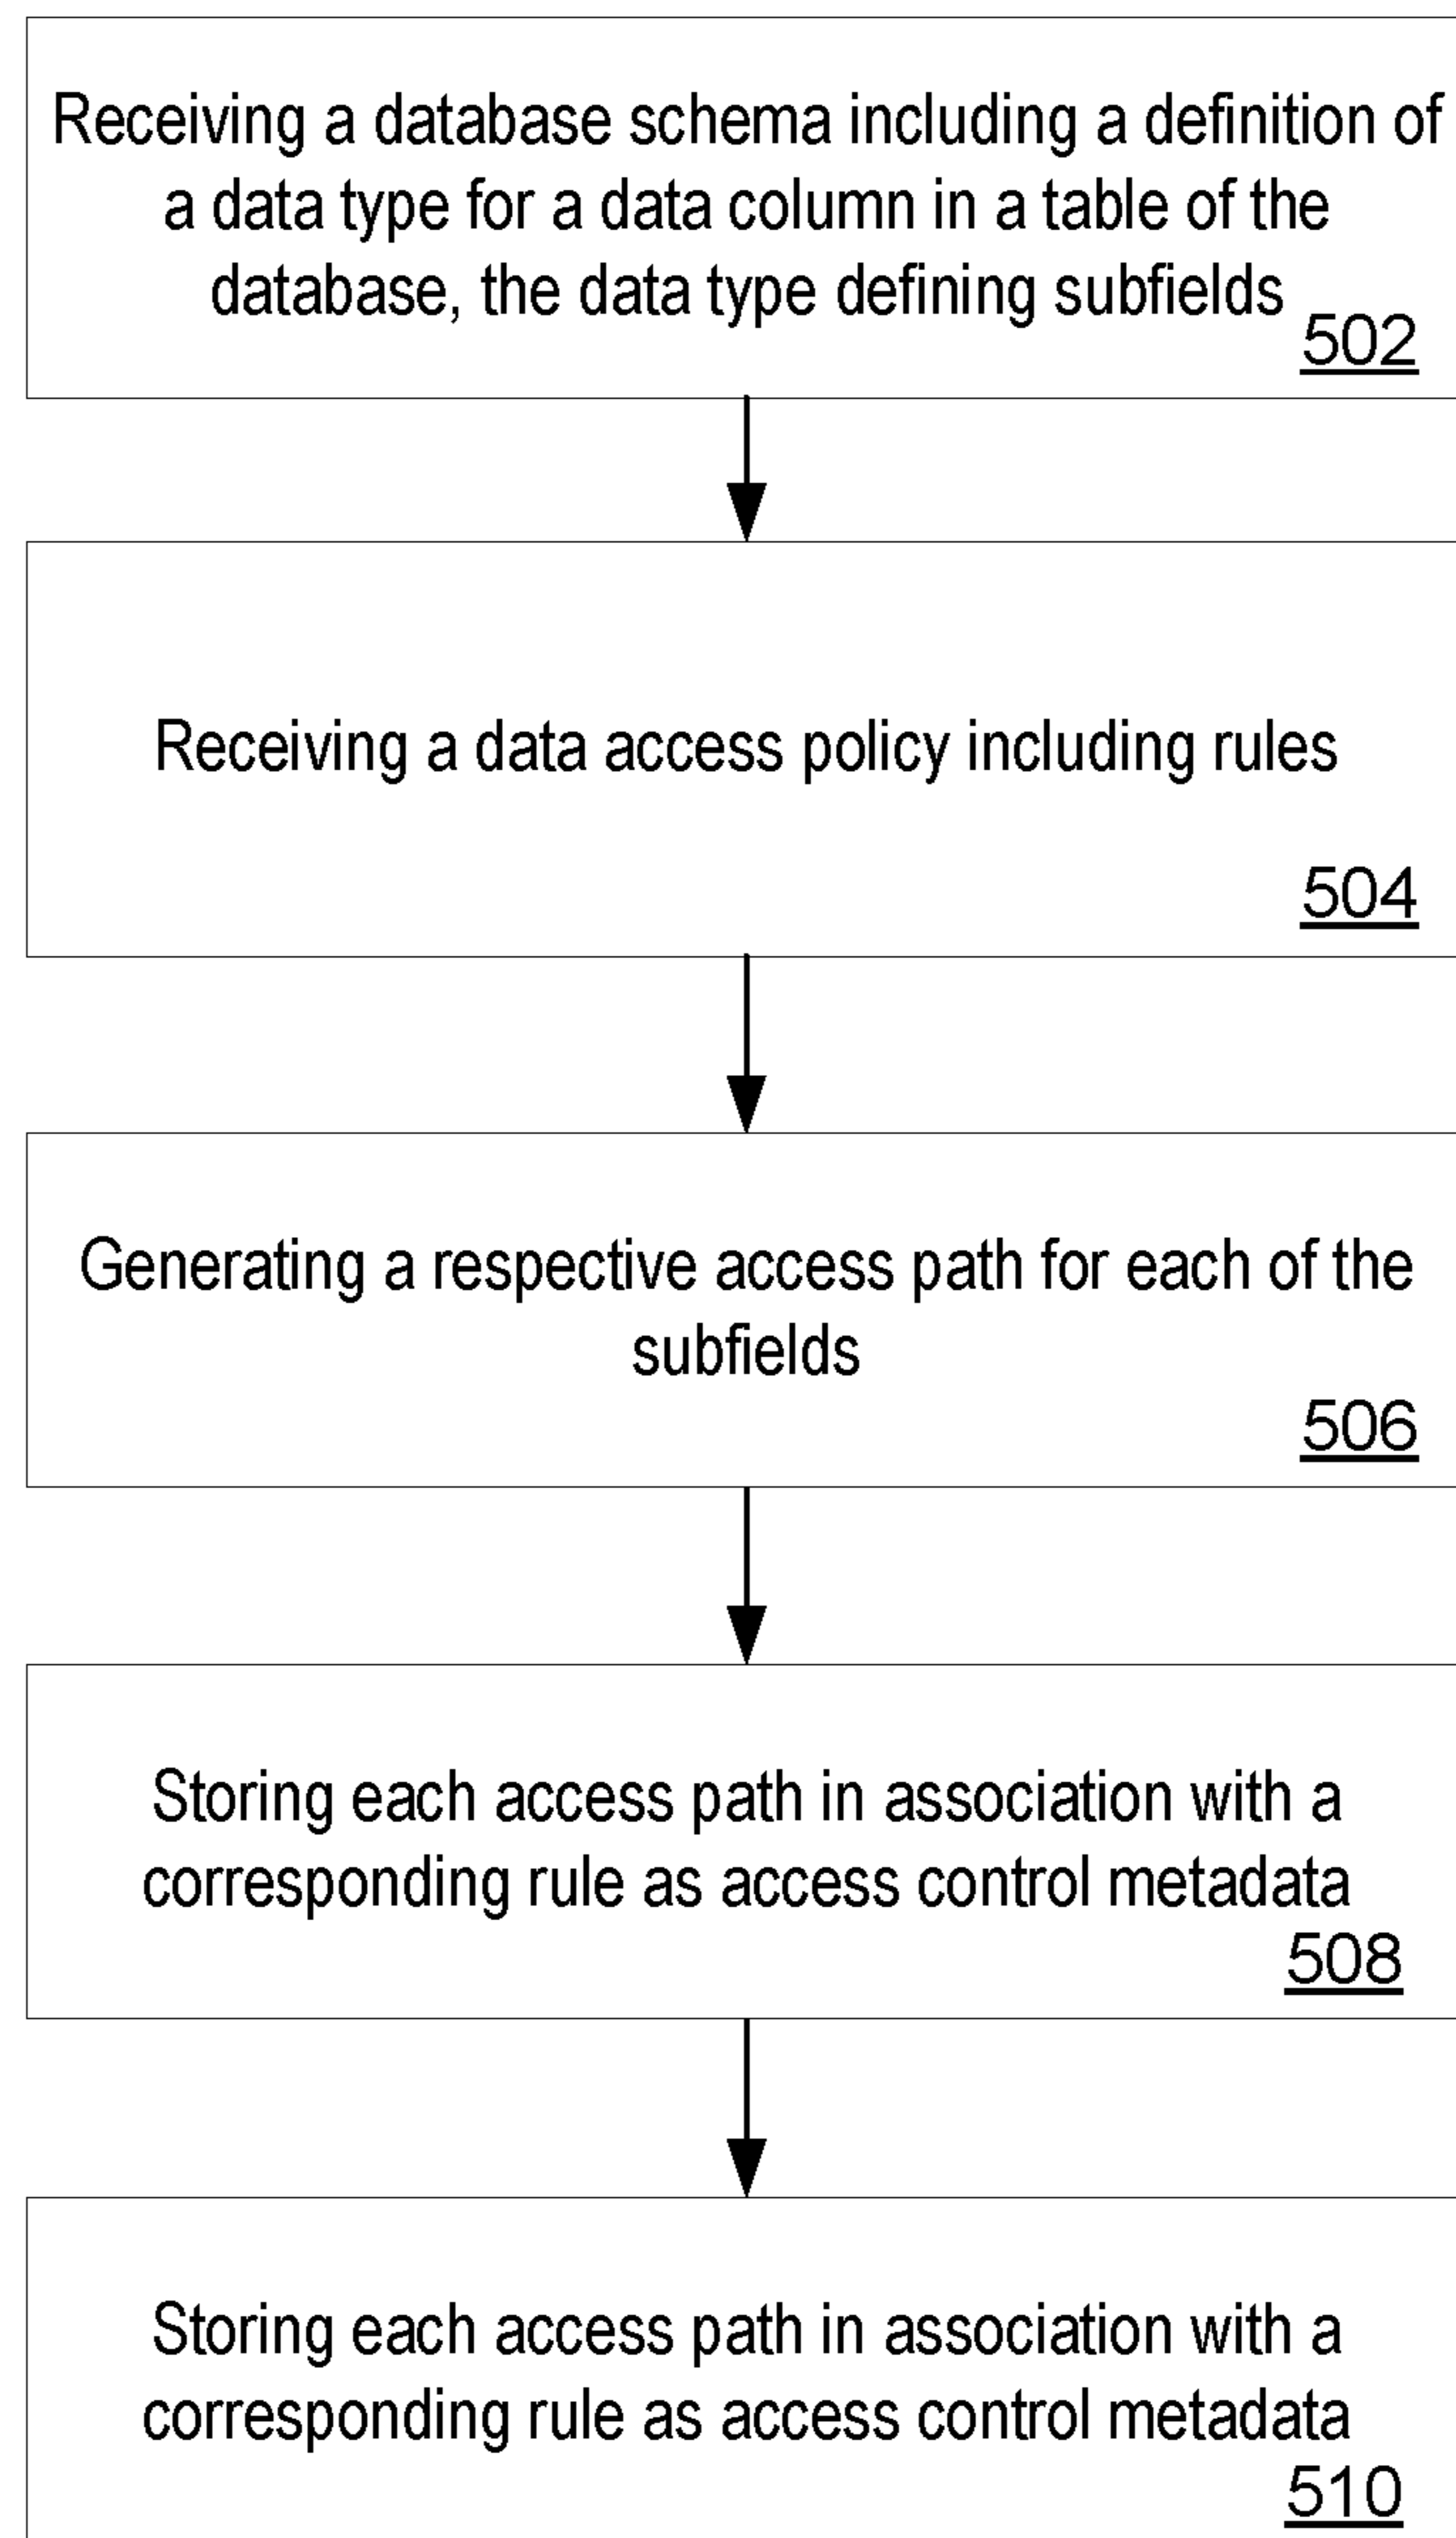 Receiving a database schema including a definition of
a data type for a data column in a table of the
database, the data type defining subfields
502
Receiving a data access policy including rules
504
Generating a respective access path for each of the
subfields
506
Storing each access path in association with a
corresponding rule as access control metadata
508
Storing each access path in association with a
corresponding rule as access control metadata
510